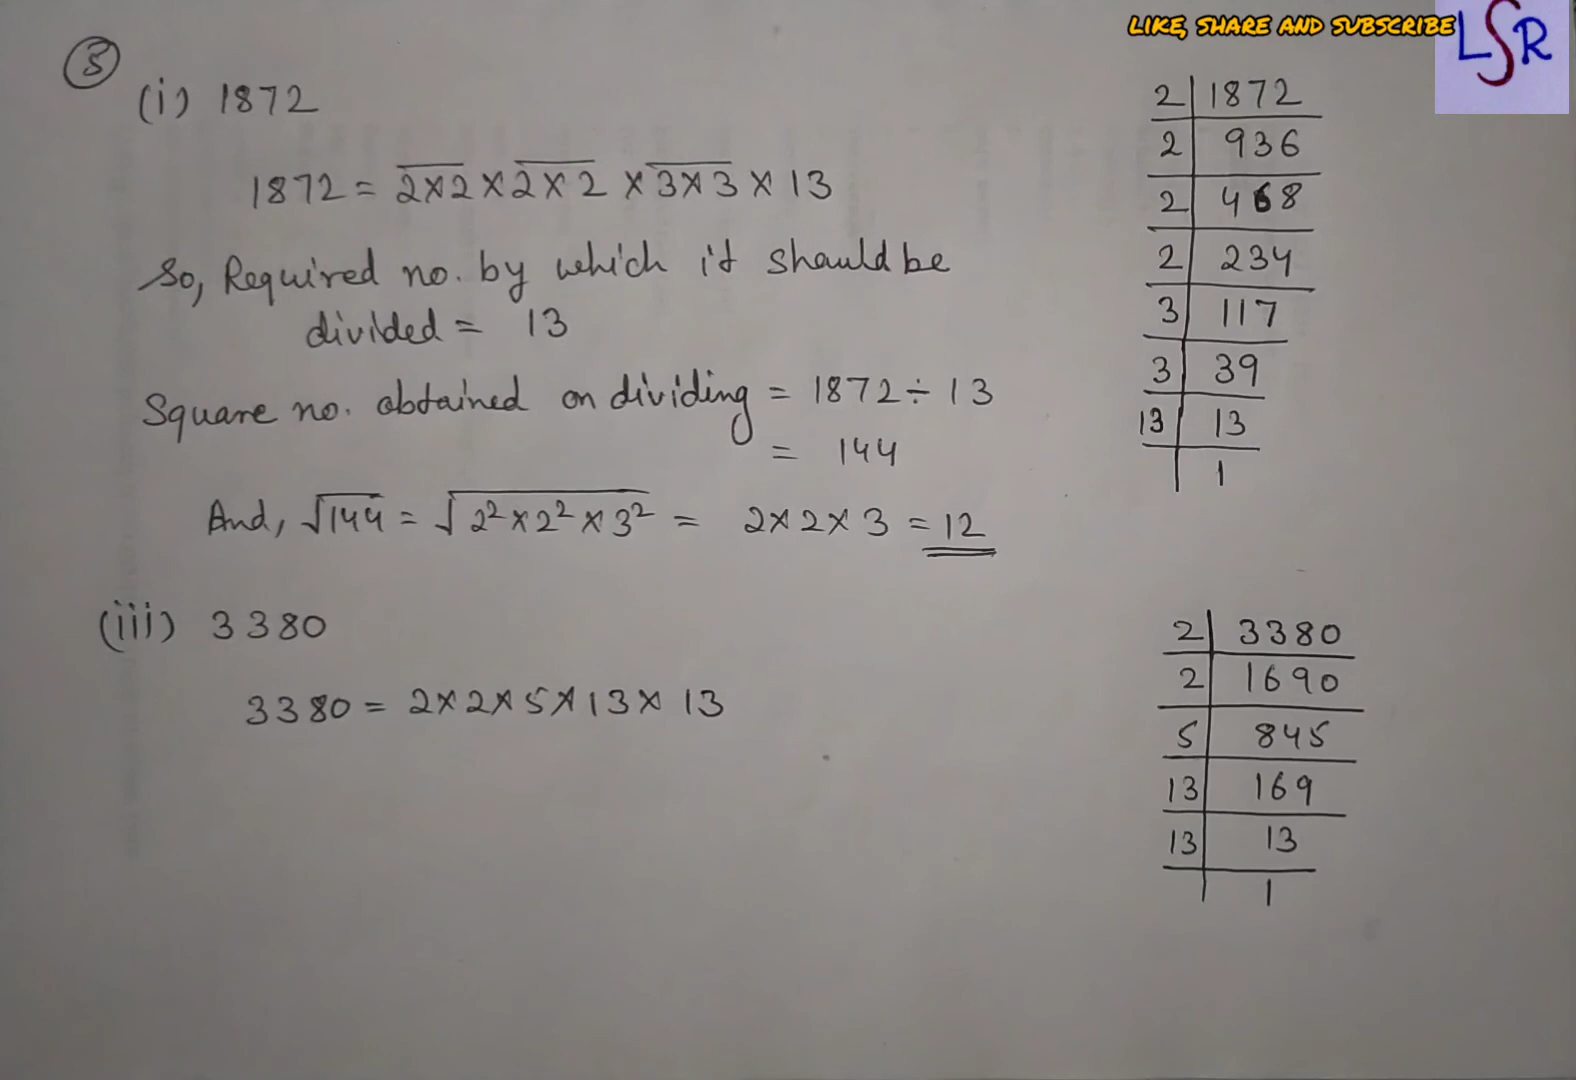 LIKE, SHARE AND SUBSCRIBE
LSR
3
(i) 1872
1872 = 2×2×2×2×3×3×13
So, Required no. by which it should be
divided = 13
Square no. obtained on dividing = 1872÷13
= 144
And, √144 = √2²×2²×3² = 2×2×3 = 12
2 1872
2 936
2 468
2 234
3 117
3 39
13 13
1
(iii) 3380
3380 = 2×2×5×13×13
2 3380
2 1690
5 845
13 169
13 13
1